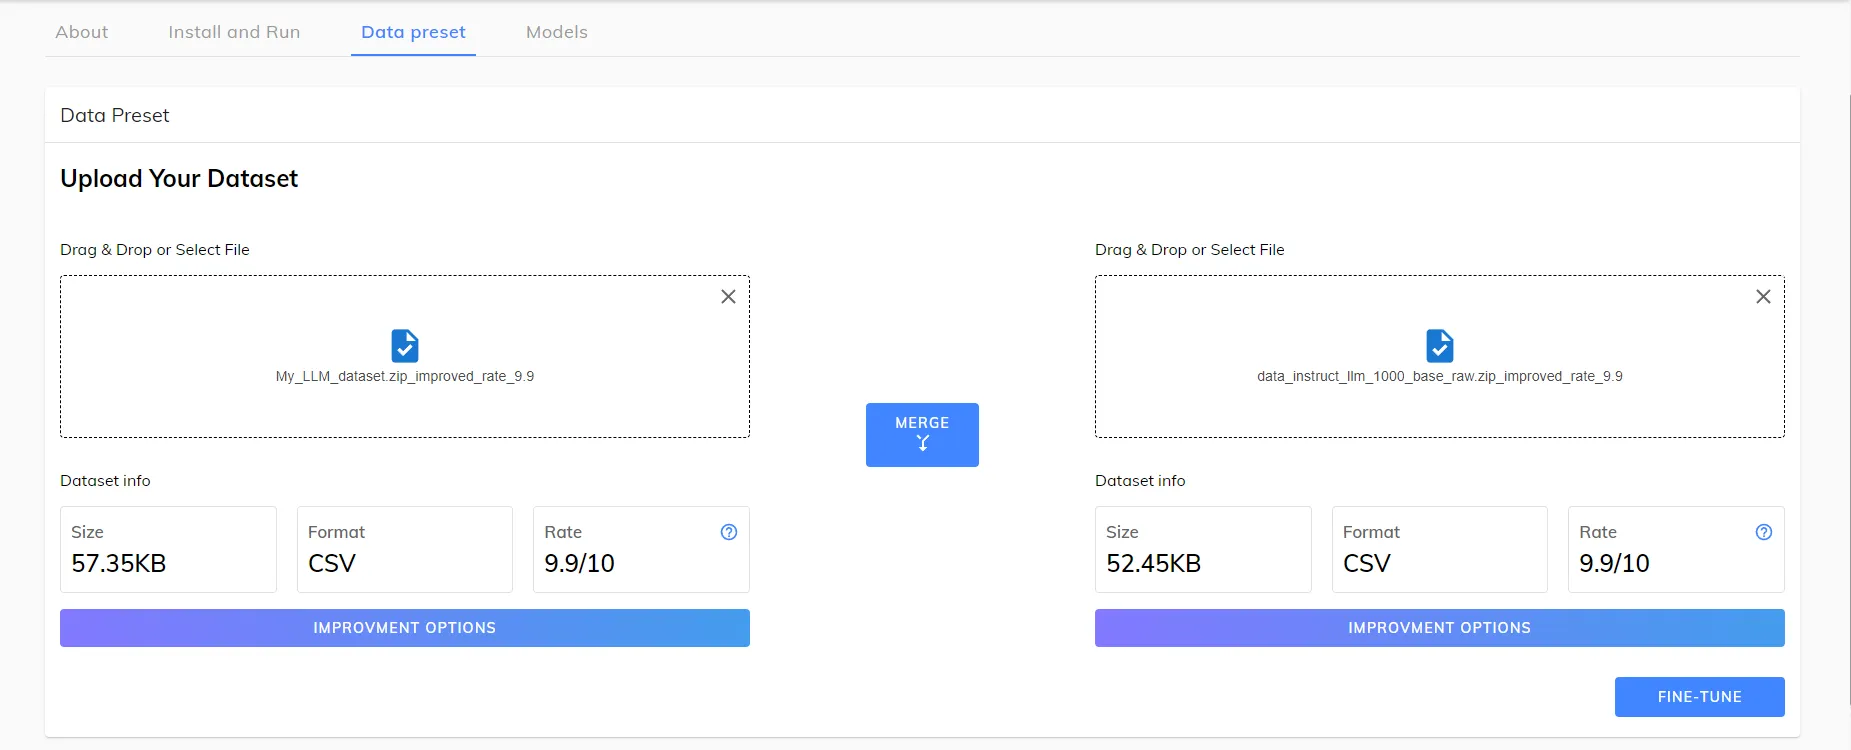 About
Install and Run
Data preset
Models
Data Preset
Upload Your Dataset
Drag & Drop or Select File
My_LLM_dataset.zip_improved_rate_9.9
Dataset info
Size
57.35KB
Format
CSV
Rate
9.9/10
IMPROVMENT OPTIONS
MERGE
Drag & Drop or Select File
data_instruct_llm_1000_base_raw.zip_improved_rate_9.9
Dataset info
Size
52.45KB
Format
CSV
Rate
9.9/10
IMPROVMENT OPTIONS
FINE-TUNE